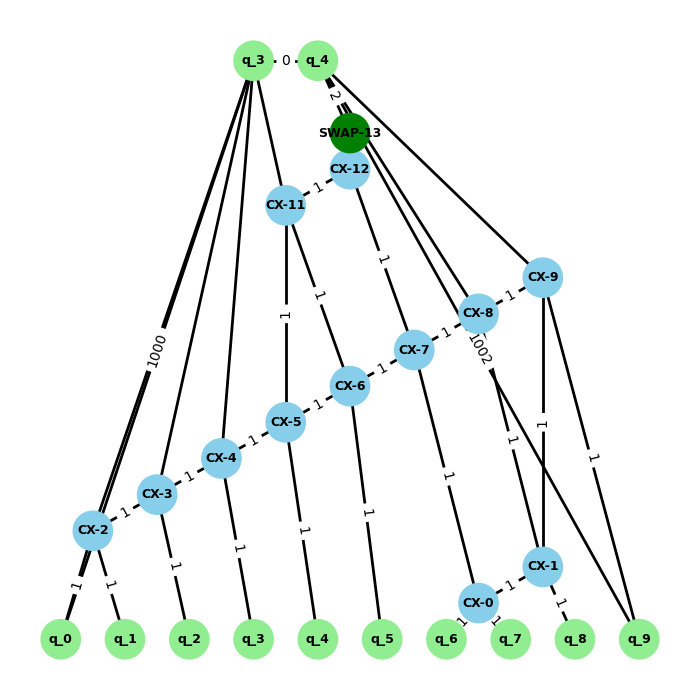 q_3 0 q_4
2
SWAP-13
CX-12
1
CX-11
CX-9
1 1 1
CX-8
1 1
1000 1002
CX-7
1
CX-6
1
CX-5
1
CX-4
1 1
CX-3
1 1 1
1 1
CX-2
1 1
1
CX-1
1 1 1
CX-0 1
1 1
q_0 q_1 q_2 q_3 q_4 q_5 q_6 q_7 q_8 q_9